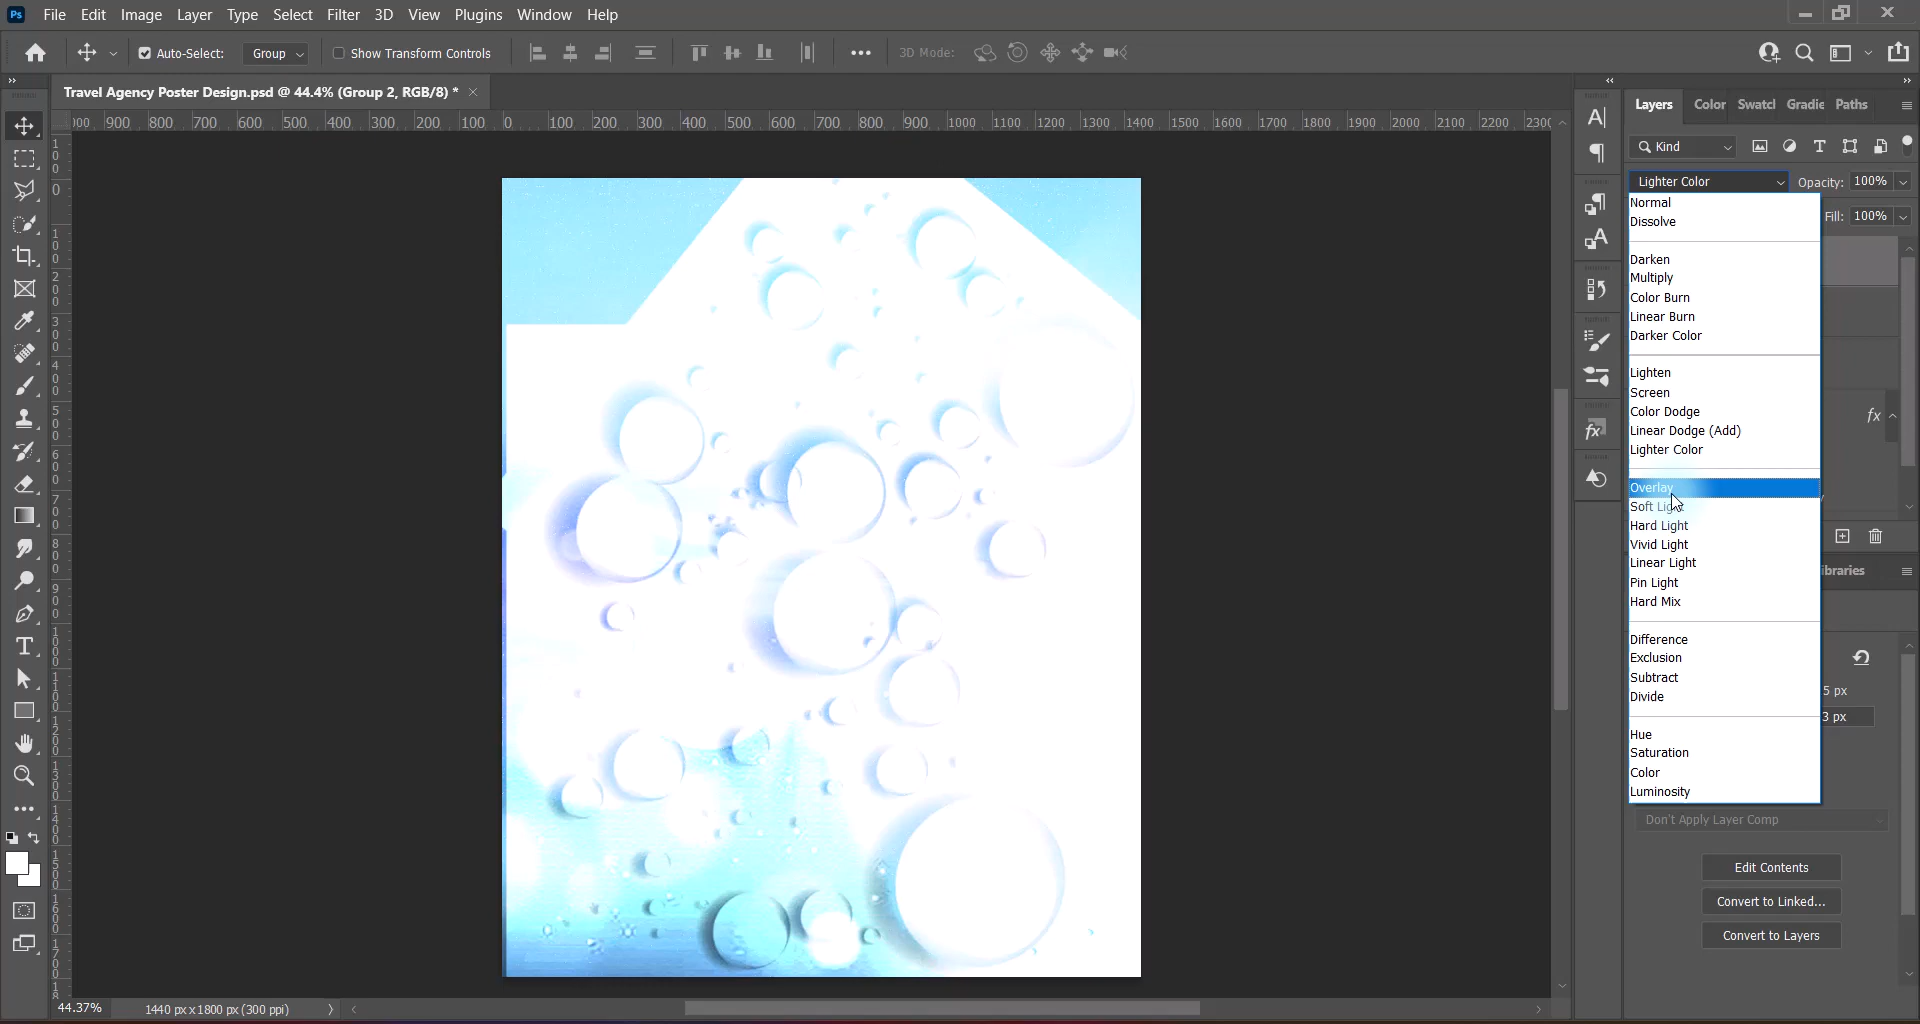 Ps File Edit Image Layer Type Select Filter 3D View Plugins Window Help
Auto-Select: Group Show Transform Controls 3D Mode:
Travel Agency Poster Design.psd @ 44.4% (Group 2, RGB/8) *
Layers Color Swatcl Gradie Paths
900 800 700 600 500 400 300 200 100 0 100 200 300 400 500 600 700 800 900 1000 1100 1200 1300 1400 1500 1600 1700 1800 1900 2000 2100 2200 2300
Kind
Lighter Color Opacity: 100%
Fill: 100%
Normal
Dissolve
Darken
Multiply
Color Burn
Linear Burn
Darker Color
Lighten
Screen
Color Dodge
Linear Dodge (Add)
Lighter Color
fx
Overlay
Soft Light
Hard Light
Vivid Light
Linear Light
Pin Light
Hard Mix
ibraries
Difference
Exclusion
Subtract
Divide
5 px
3 px
Hue
Saturation
Color
Luminosity
Don't Apply Layer Comp
Edit Contents
Convert to Linked...
Convert to Layers
44.37% 1440 px x 1800 px (300 ppi)